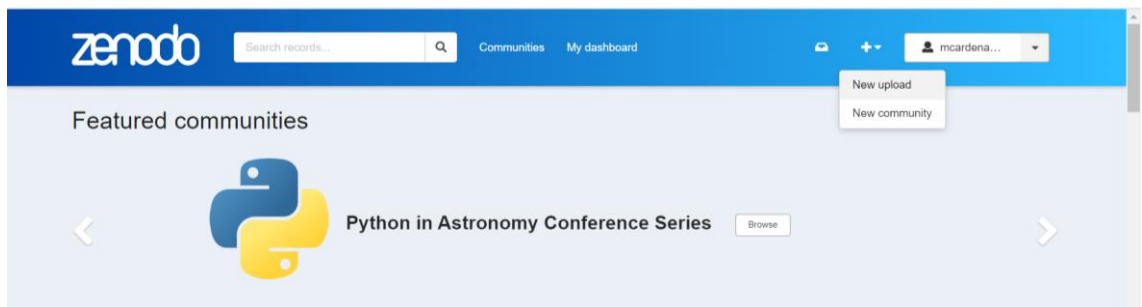 zenodo
Search records...
Communities
My dashboard
mcardena...
New upload
New community
Featured communities
Python in Astronomy Conference Series
Browse